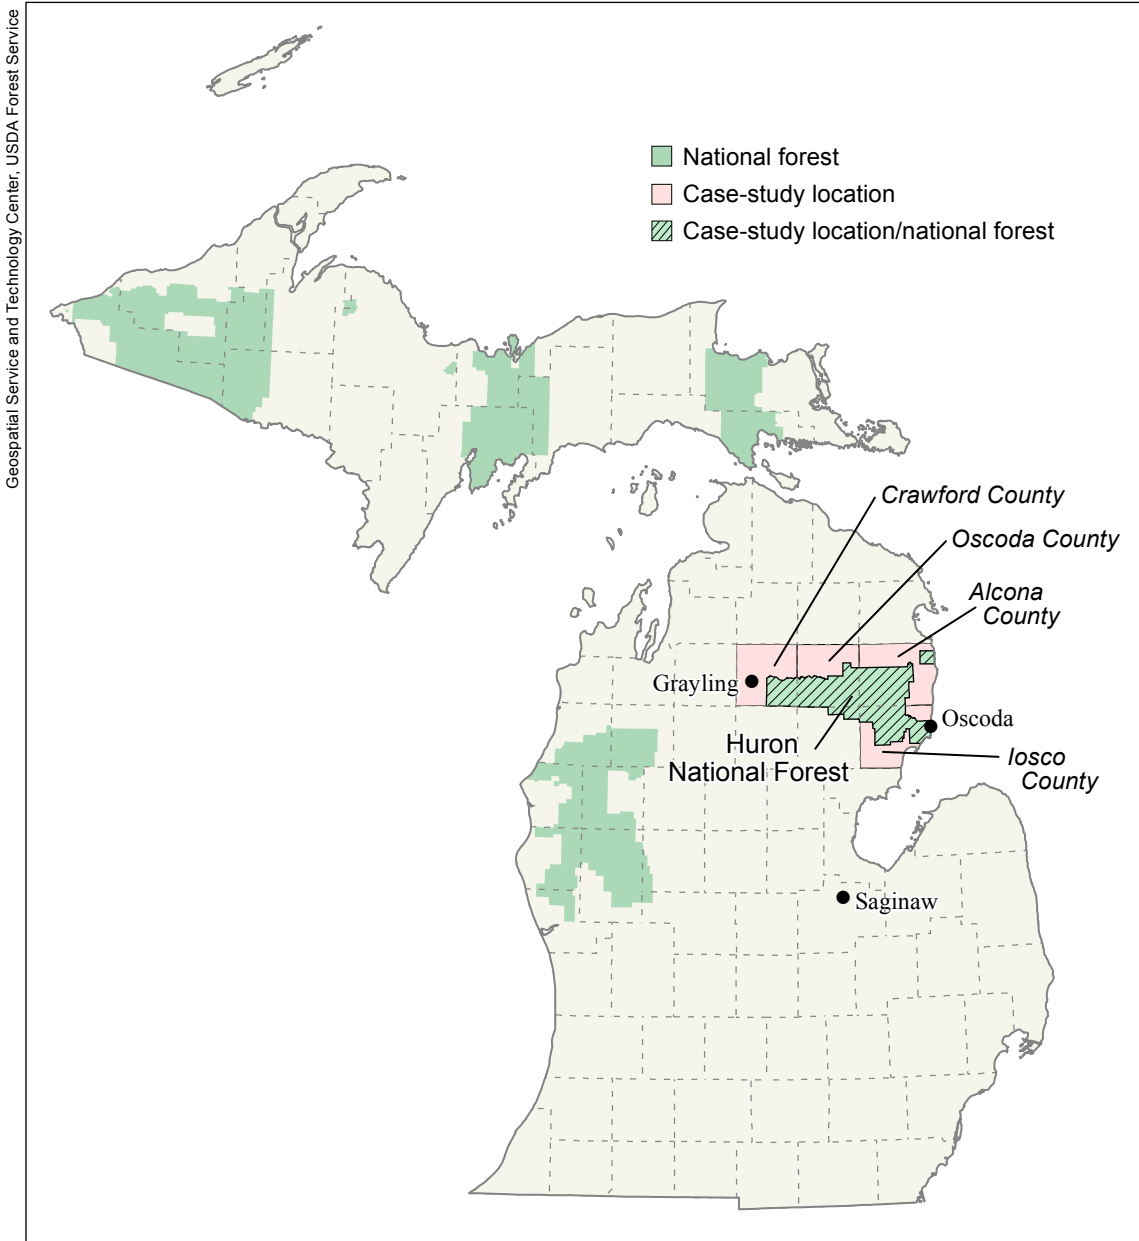 Geospatial Service and Technology Center, USDA Forest Service
National forest
Case-study location
Case-study location/national forest
Crawford County
Oscoda County
Alcona
County
Grayling
Oscoda
Huron
National Forest
Iosco
County
Saginaw